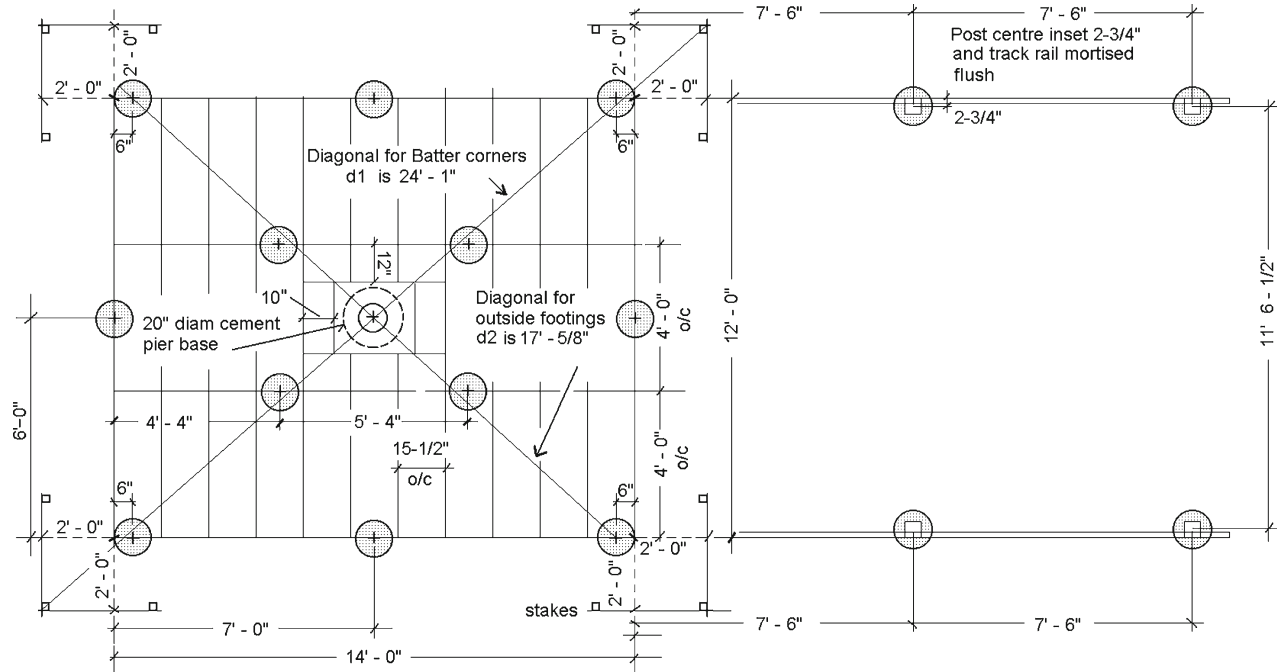 7' - 6"
7' - 6"
Post centre inset 2-3/4"
and track rail mortised
flush
2' - 0"
2' - 0"
2' - 0"
2' - 0"
2-3/4"
6"
6"
Diagonal for Batter corners
d1 is 24' - 1"
12"
10"
20" diam cement
pier base
Diagonal for
outside footings
d2 is 17' - 5/8"
4' - 0"
o/c
12' - 0"
11' 6 - 1/2"
6'-0"
4' - 4"
5' - 4"
15-1/2"
o/c
4' - 0"
o/c
6"
6"
2' - 0"
2' - 0"
2' - 0"
2' - 0"
stakes
7' - 0"
7' - 6"
7' - 6"
14' - 0"